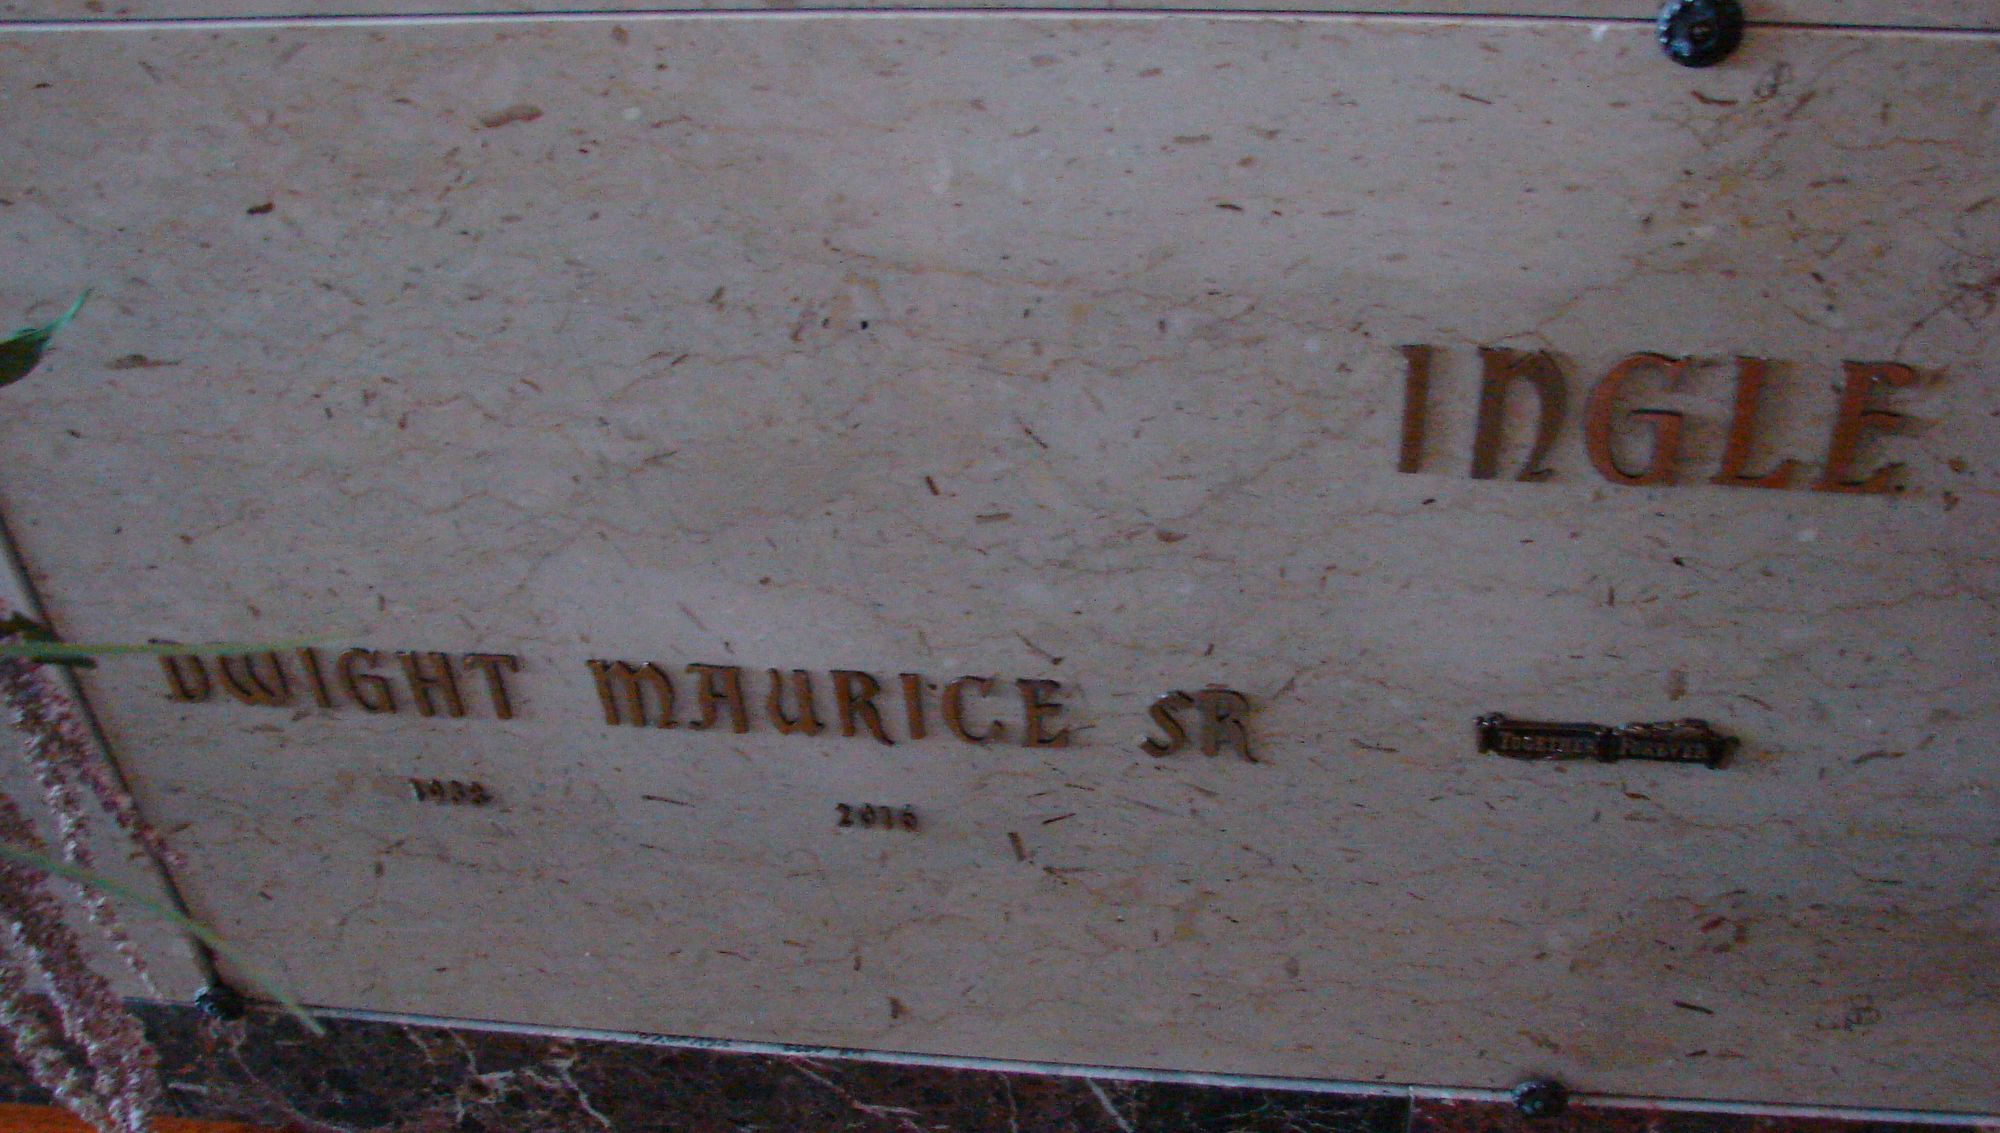 INGLE
DWIGHT MAURICE SR
TOGETHER FOREVER
2016